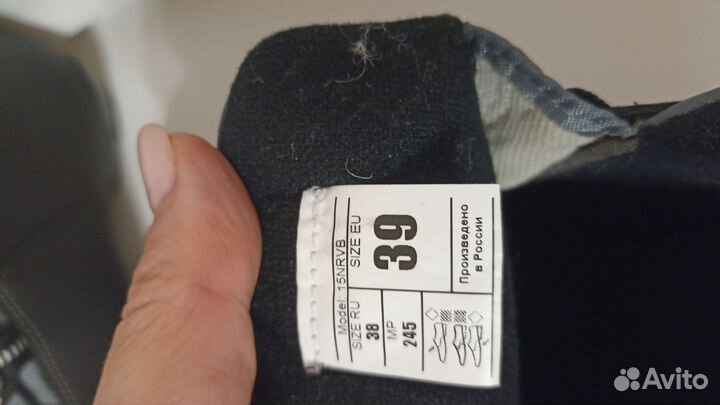 Model: 15NRVB
SIZE RU
38
SIZE EU
39
MP
245
Произведено
в России
Avito